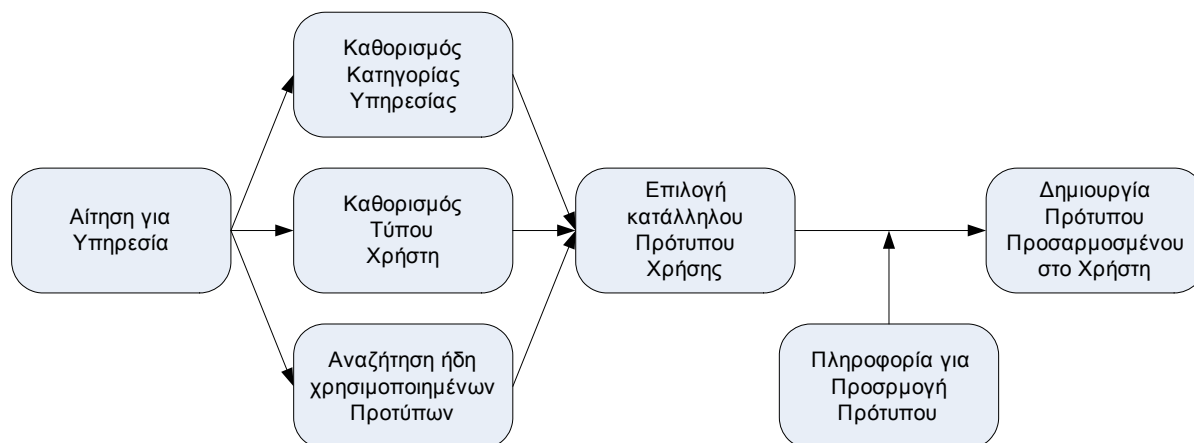 Καθορισμός
Κατηγορίας
Υπηρεσίας
Αίτηση για
Υπηρεσία
Καθορισμός
Τύπου
Χρήστη
Επιλογή
κατάλληλου
Πρότυπου
Χρήσης
Δημιουργία
Πρότυπου
Προσαρμοσμένου
στο Χρήστη
Αναζήτηση ήδη
χρησιμοποιημένων
Προτύπων
Πληροφορία για
Προσρμογή
Πρότυπου